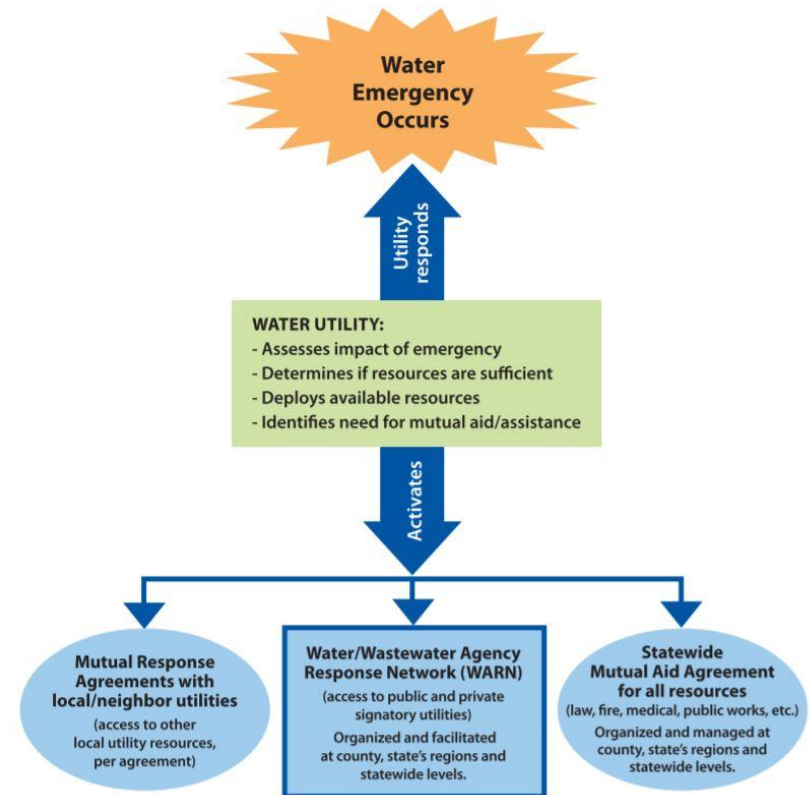 Water
Emergency
Occurs
Utility
responds
WATER UTILITY:
- Assesses impact of emergency
- Determines if resources are sufficient
- Deploys available resources
- Identifies need for mutual aid/assistance
Activates
Mutual Response
Agreements with
local/neighbor utilities
(access to other
local utility resources,
per agreement)
Water/Wastewater Agency
Response Network (WARN)
(access to public and private
signatory utilities)
Organized and facilitated
at county, state’s regions and
statewide levels.
Statewide
Mutual Aid Agreement
for all resources
(law, fire, medical, public works, etc.)
Organized and managed at
county, state’s regions and
statewide levels.